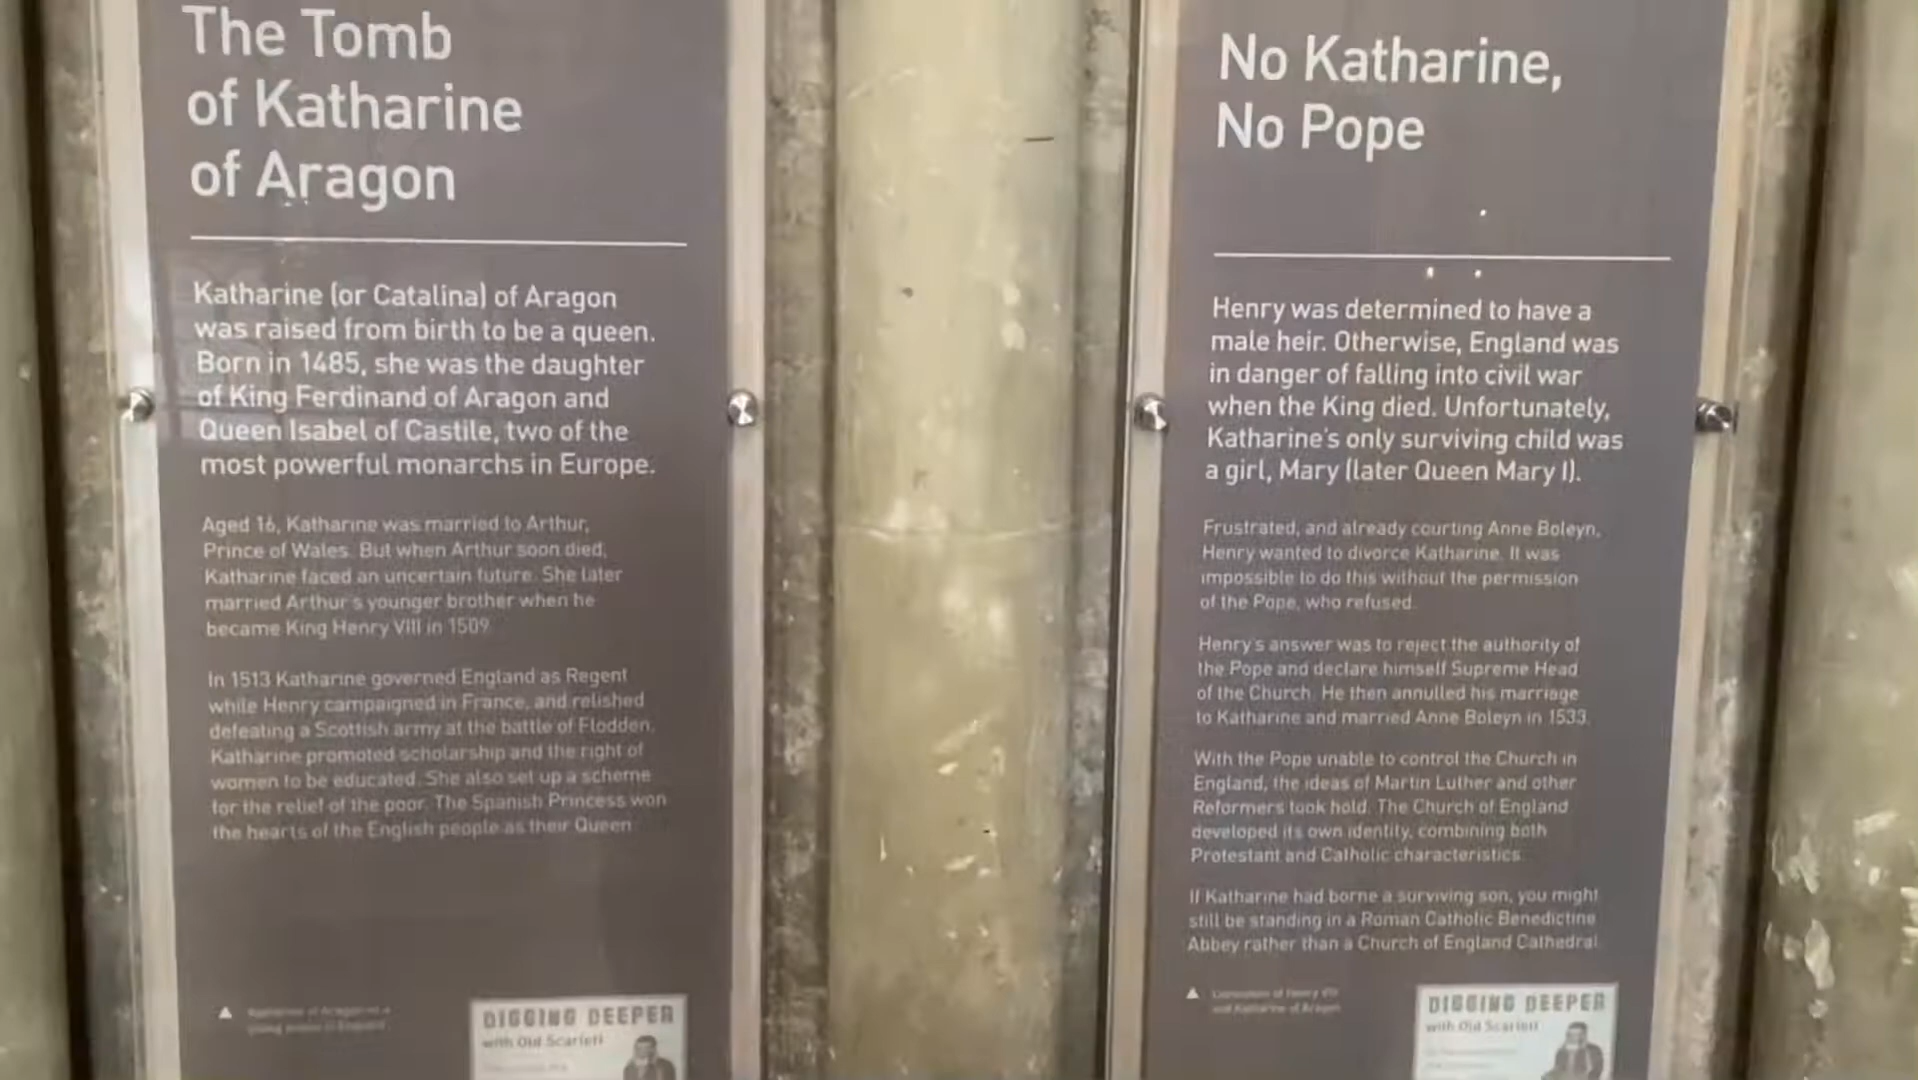 The Tomb
of Katharine
of Aragon
Katharine (or Catalina) of Aragon
was raised from birth to be a queen.
Born in 1485, she was the daughter
of King Ferdinand of Aragon and
Queen Isabel of Castile, two of the
most powerful monarchs in Europe.
Aged 16, Katharine was married to Arthur,
Prince of Wales. But when Arthur soon died,
Katharine faced an uncertain future. She later
married Arthur's younger brother when he
became King Henry VIII in 1509.
In 1513 Katharine governed England as Regent
while Henry campaigned in France, and relished
defeating a Scottish army at the battle of Flodden.
Katharine promoted scholarship and the right of
women to be educated. She also set up a scheme
for the relief of the poor. The Spanish Princess won
the hearts of the English people as their Queen.
Katharine of Aragon as a
young
DIGGING DEEPER
with Old Scarlett
No Katharine,
No Pope
Henry was determined to have a
male heir. Otherwise, England was
in danger of falling into civil war
when the King died. Unfortunately,
Katharine's only surviving child was
a girl, Mary (later Queen Mary I).
Frustrated, and already courting Anne Boleyn,
Henry wanted to divorce Katharine. It was
impossible to do this without the permission
of the Pope, who refused.
Henry's answer was to reject the authority of
the Pope and declare himself Supreme Head
of the Church. He then annulled his marriage
to Katharine and married Anne Boleyn in 1533.
With the Pope unable to control the Church in
England, the ideas of Martin Luther and other
Reformers took hold. The Church of England
developed its own identity, combining both
Protestant and Catholic characteristics.
If Katharine had borne a surviving son, you might
still be standing in a Roman Catholic Benedictine
Abbey rather than a Church of England Cathedral.
Coronation of Henry VIII
and Katharine of Aragon
DIGGING DEEPER
with Old Scarlett